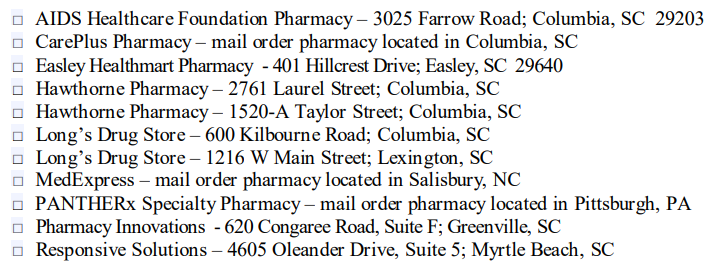 □ AIDS Healthcare Foundation Pharmacy – 3025 Farrow Road; Columbia, SC  29203
□ CarePlus Pharmacy – mail order pharmacy located in Columbia, SC
□ Easley Healthmart Pharmacy  - 401 Hillcrest Drive; Easley, SC  29640
□ Hawthorne Pharmacy – 2761 Laurel Street; Columbia, SC
□ Hawthorne Pharmacy – 1520-A Taylor Street; Columbia, SC
□ Long’s Drug Store – 600 Kilbourne Road; Columbia, SC
□ Long’s Drug Store – 1216 W Main Street; Lexington, SC
□ MedExpress – mail order pharmacy located in Salisbury, NC
□ PANTHERx Specialty Pharmacy – mail order pharmacy located in Pittsburgh, PA
□ Pharmacy Innovations  - 620 Congaree Road, Suite F; Greenville, SC
□ Responsive Solutions – 4605 Oleander Drive, Suite 5; Myrtle Beach, SC